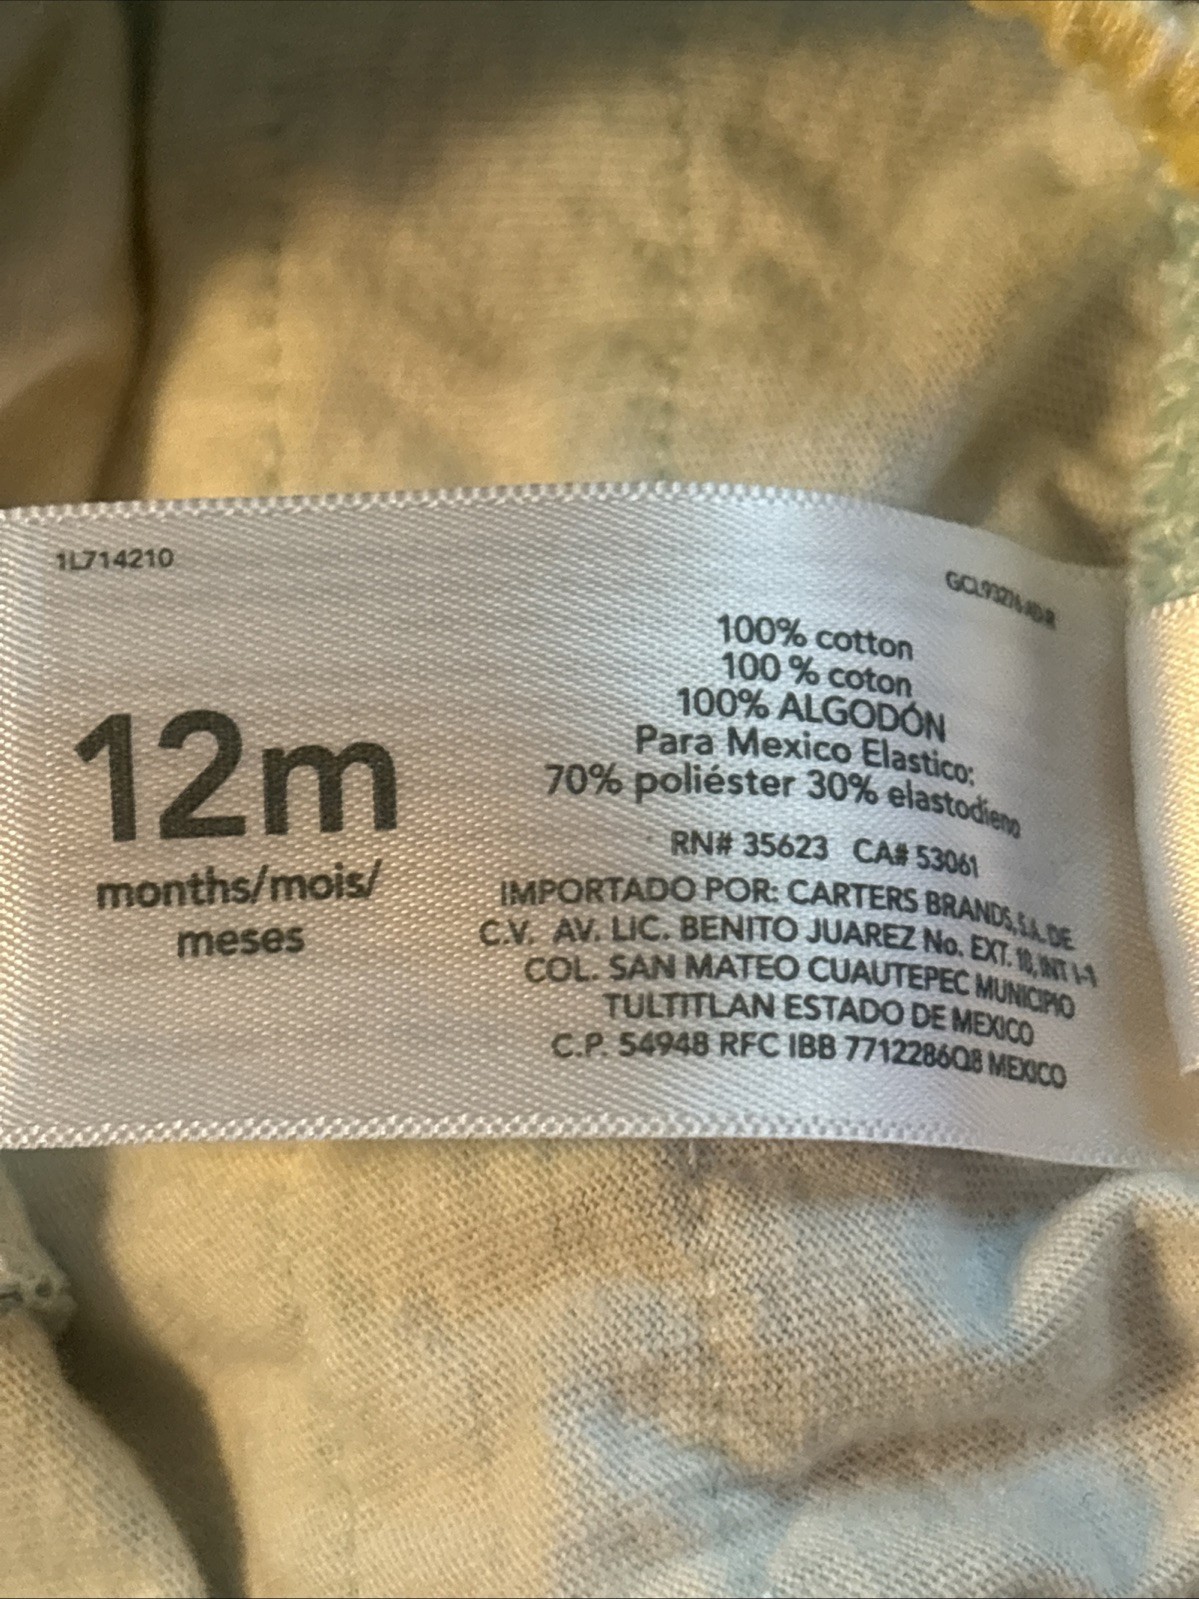 1L714210
12m
months/mois/
meses
100% cotton
100 % coton
100% ALGODÓN
Para Mexico Elastico:
70% poliéster 30% elastodieno
RN# 35623 CA# 53061
IMPORTADO POR: CARTERS BRANDS, S.A. DE
C.V. AV. LIC. BENITO JUAREZ No. EXT. 18, INT I-1
COL. SAN MATEO CUAUTEPEC MUNICIPIO
TULTITLAN ESTADO DE MEXICO
C.P. 54948 RFC IBB 7712286Q8 MEXICO